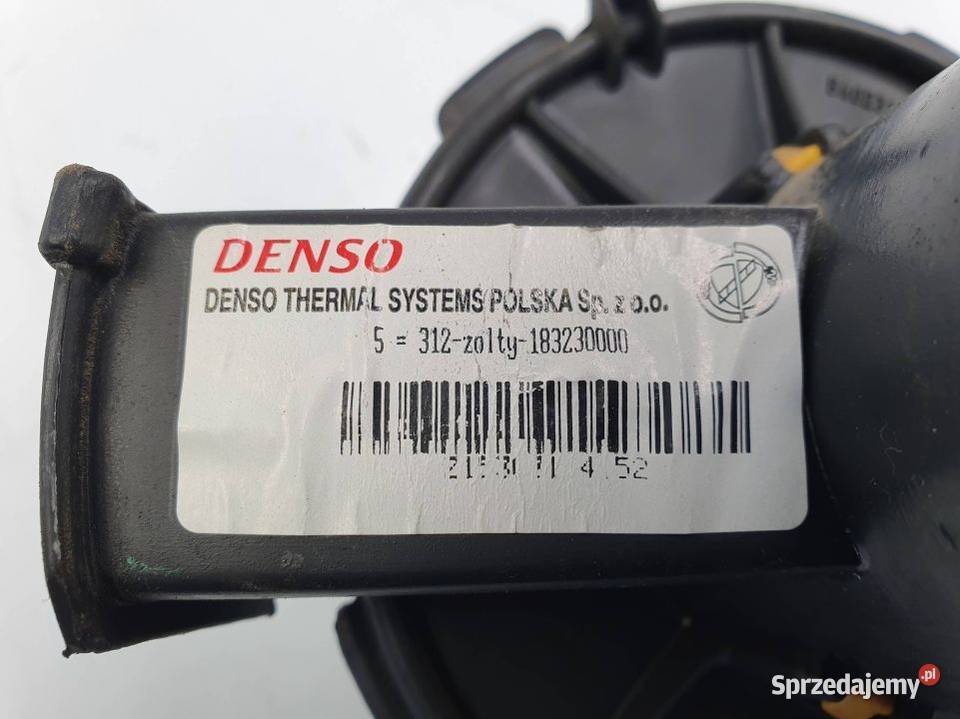 DENSO
DENSO THERMAL SYSTEMS POLSKA Sp. z o.o.
5 = 312-zolty-183230000
Sprzedajemy.pl